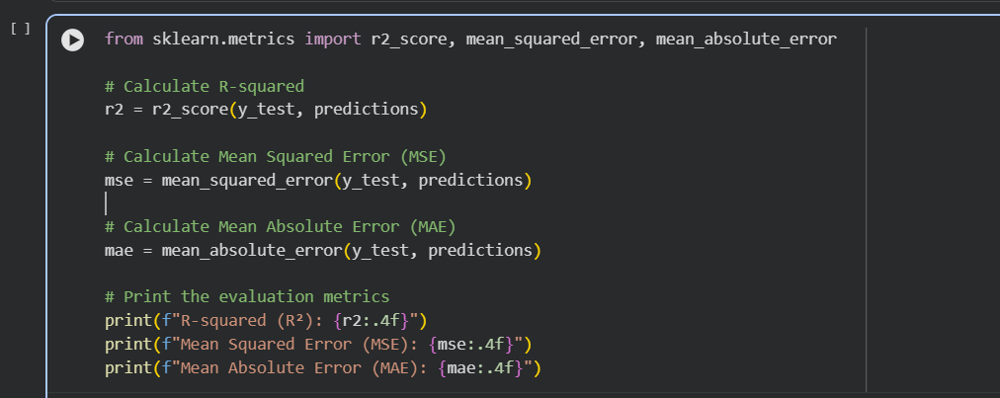 [ ]
from sklearn.metrics import r2_score, mean_squared_error, mean_absolute_error
# Calculate R-squared
r2 = r2_score(y_test, predictions)
# Calculate Mean Squared Error (MSE)
mse = mean_squared_error(y_test, predictions)
# Calculate Mean Absolute Error (MAE)
mae = mean_absolute_error(y_test, predictions)
# Print the evaluation metrics
print(f"R-squared (R²): {r2:.4f}")
print(f"Mean Squared Error (MSE): {mse:.4f}")
print(f"Mean Absolute Error (MAE): {mae:.4f}")